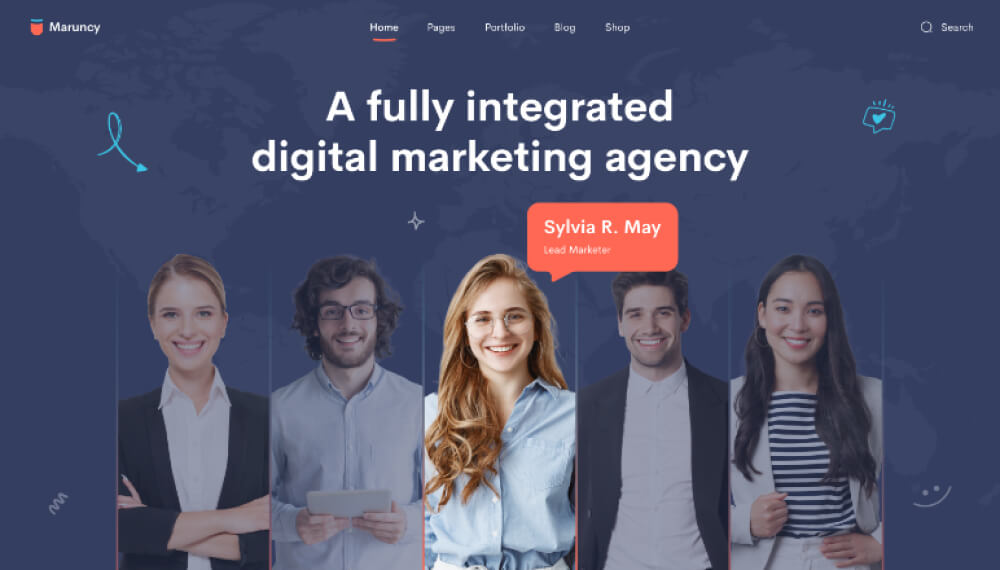 Maruncy
Home Pages Portfolio Blog Shop
Search
A fully integrated
digital marketing agency
Sylvia R. May
Lead Marketer